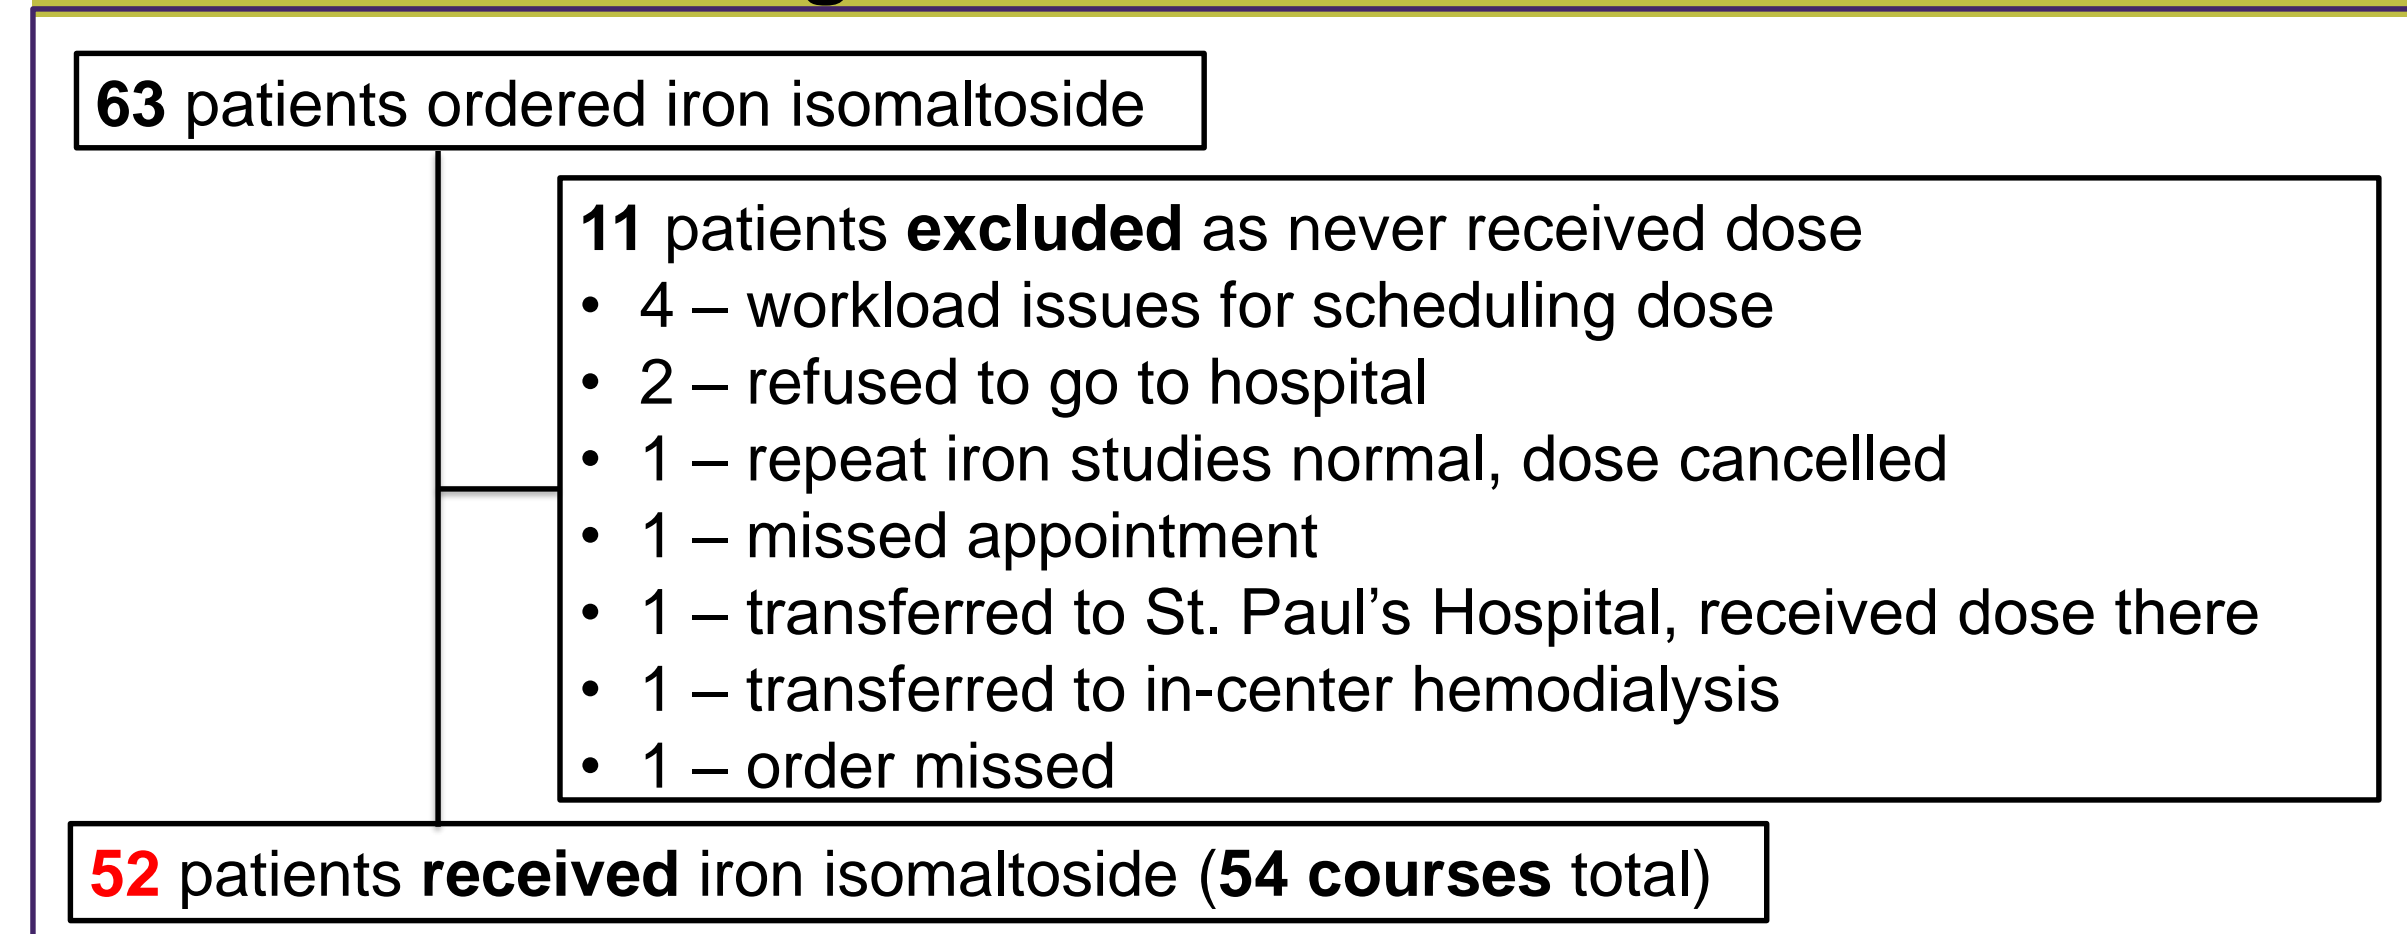 63 patients ordered iron isomaltoside
11 patients excluded as never received dose
• 4 – workload issues for scheduling dose
• 2 – refused to go to hospital
• 1 – repeat iron studies normal, dose cancelled
• 1 – missed appointment
• 1 – transferred to St. Paul’s Hospital, received dose there
• 1 – transferred to in-center hemodialysis
• 1 – order missed
52 patients received iron isomaltoside (54 courses total)